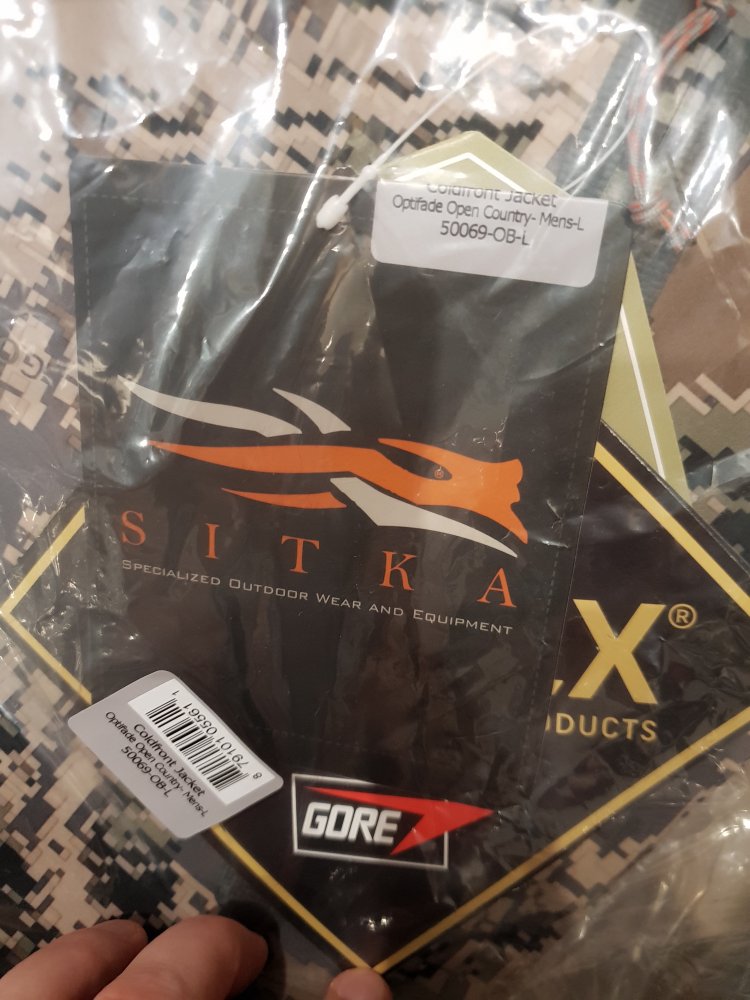 Coldfront Jacket
Optifade Open Country- Mens-L
50069-OB-L
®
SITKA
SPECIALIZED OUTDOOR WEAR AND EQUIPMENT
X®
ODUCTS
GORE
Coldfront Jacket
Optifade Open Country- Mens-L
50069-OB-L